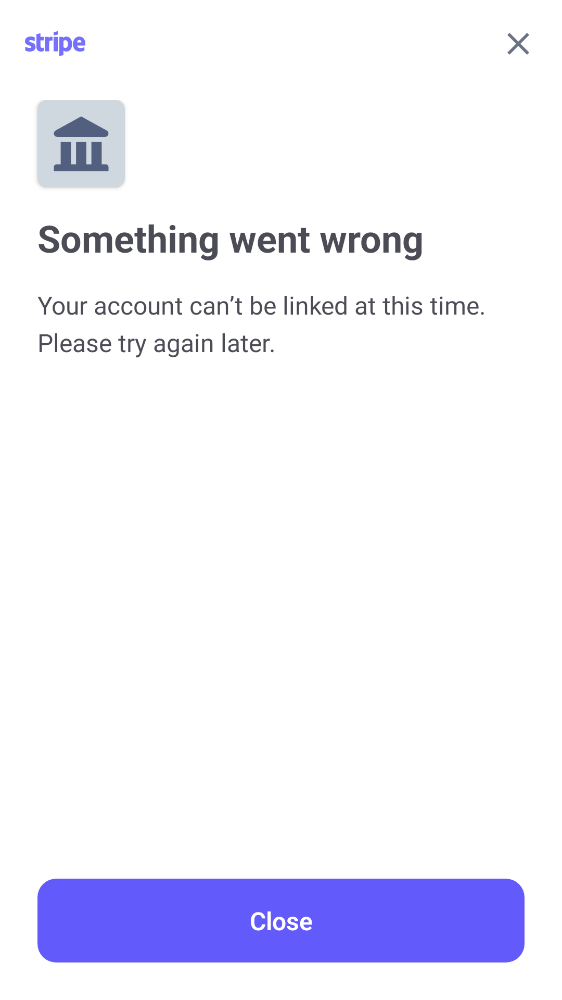 stripe
Something went wrong
Your account can’t be linked at this time.
Please try again later.
Close